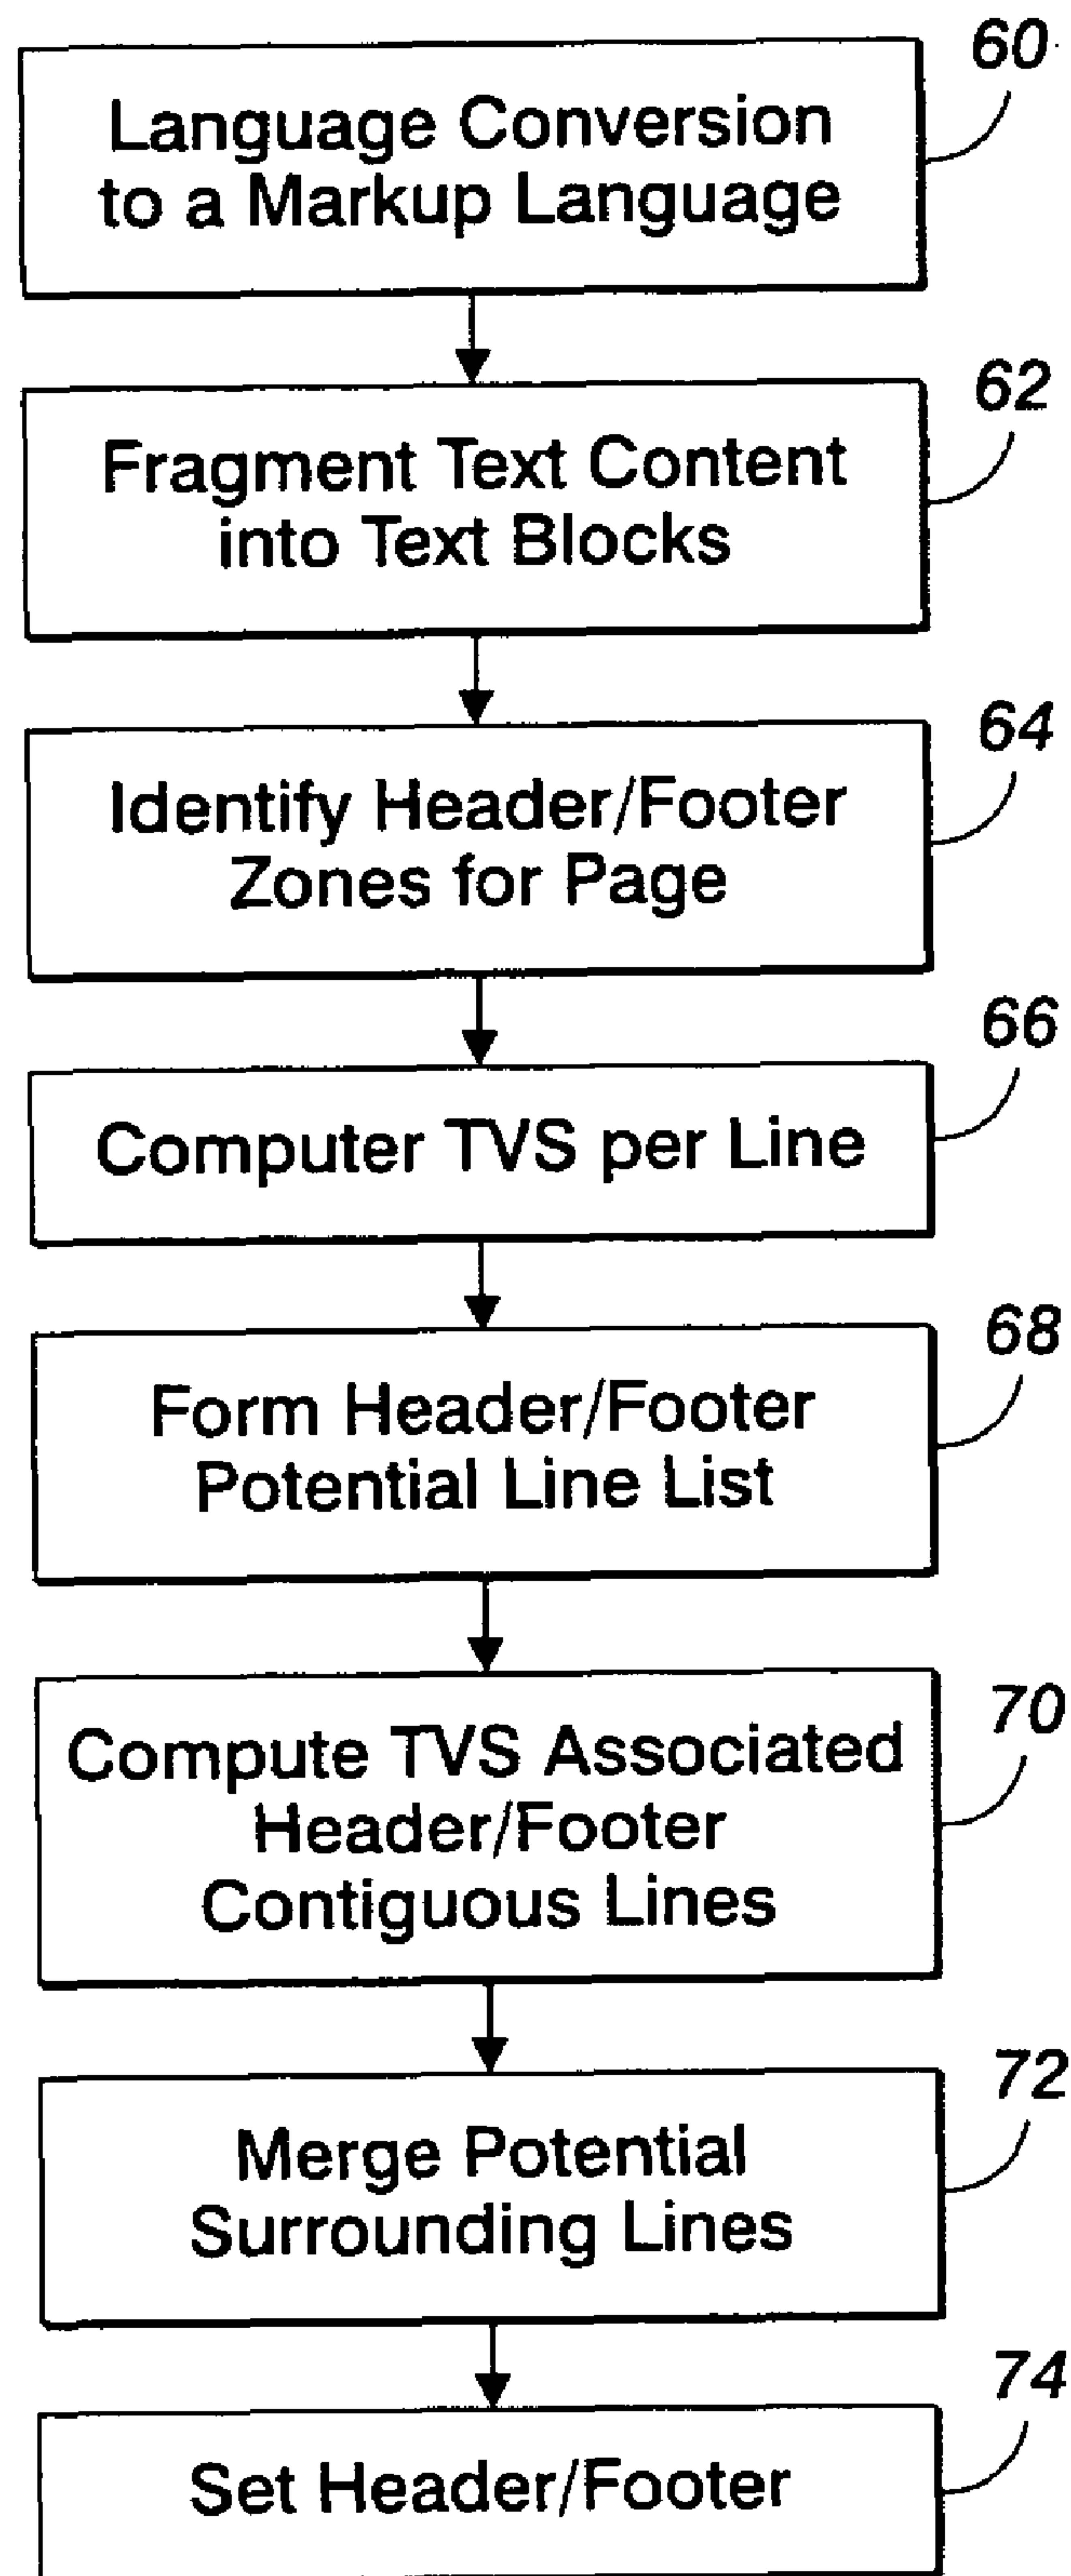 60
Language Conversion
to a Markup Language
62
Fragment Text Content
into Text Blocks
64
Identify Header/Footer
Zones for Page
66
Computer TVS per Line
68
Form Header/Footer
Potential Line List
70
Compute TVS Associated
Header/Footer
Contiguous Lines
72
Merge Potential
Surrounding Lines
74
Set Header/Footer